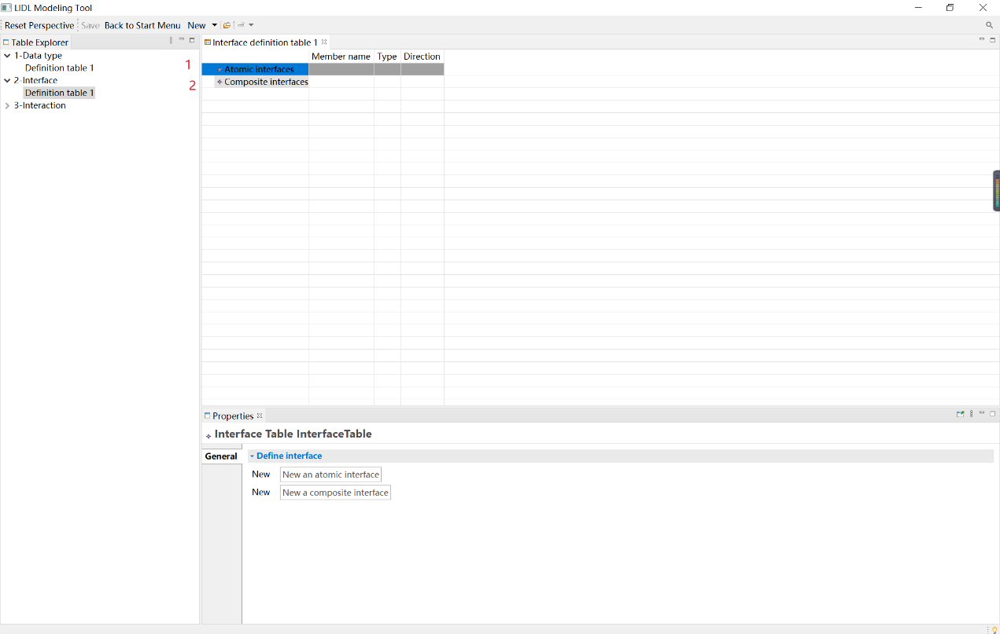 LIDL Modeling Tool
Reset Perspective Save Back to Start Menu New
Table Explorer
Interface definition table 1
1-Data type
Definition table 1
2-Interface
Definition table 1
3-Interaction
1
2
Member name Type Direction
Atomic interfaces
Composite interfaces
Properties
Interface Table InterfaceTable
General
Define interface
New New an atomic interface
New New a composite interface